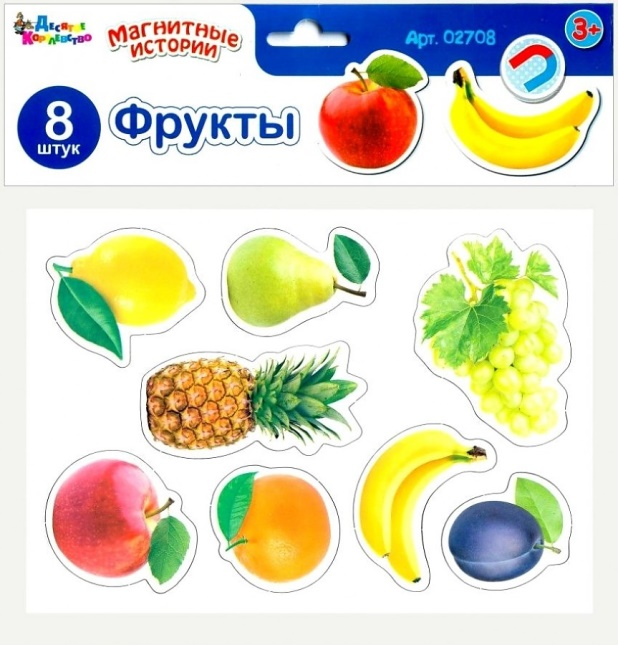 Десятое
Королевство
Магнитные
истории
Арт. 02708
3+
8
штук
Фрукты